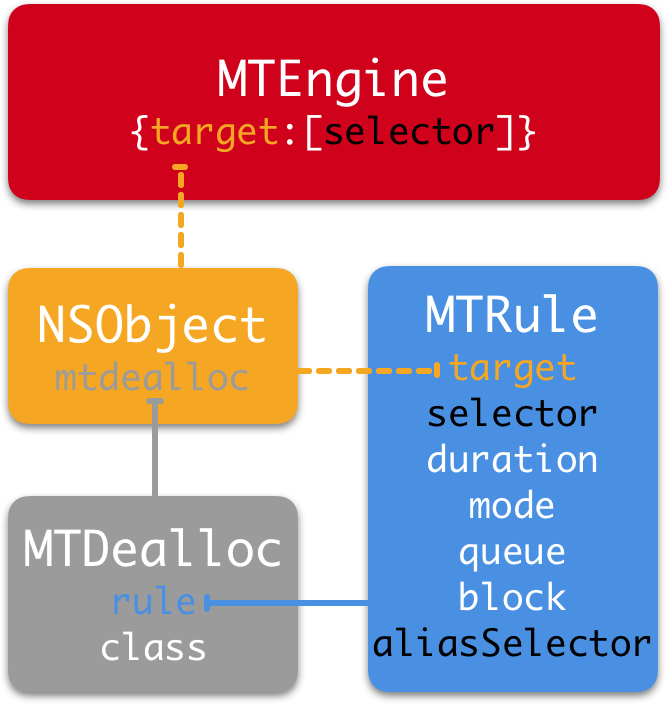 MTEngine
{target:[selector]}
NSObject
mtdealloc
MTRule
target
selector
duration
mode
queue
block
aliasSelector
MTDealloc
rule
class